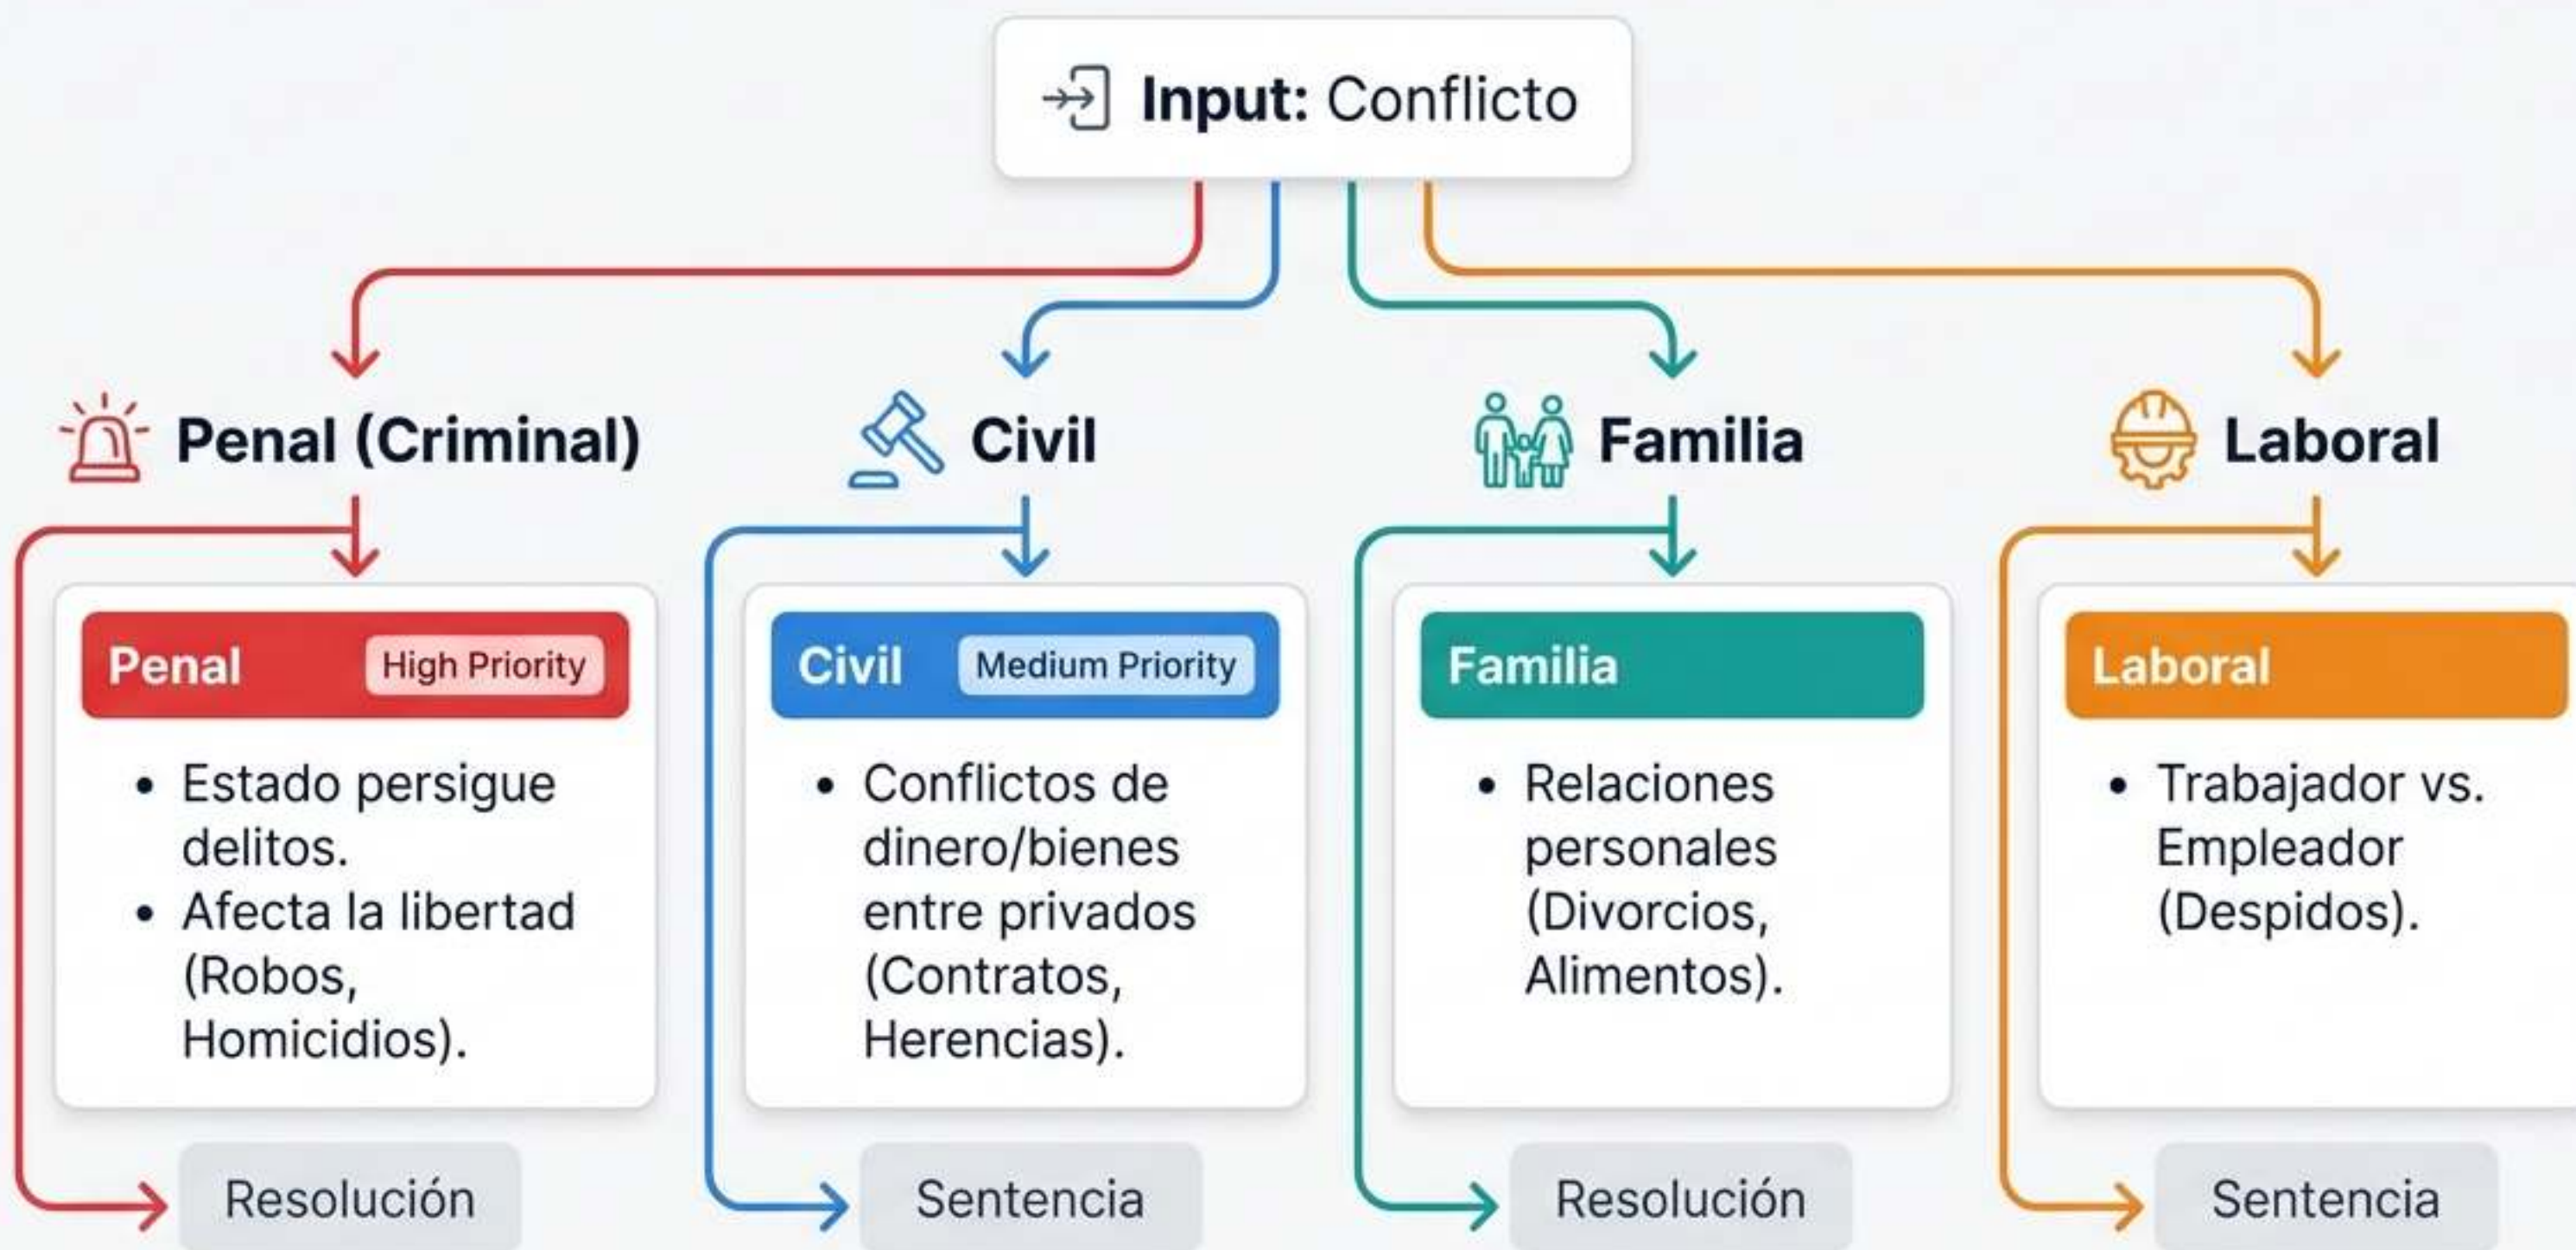 Input: Conflicto
Penal (Criminal)
Civil
Familia
Laboral
Penal
High Priority
• Estado persigue
delitos.
• Afecta la libertad
(Robos,
Homicidios).
Resolución
Civil
Medium Priority
• Conflictos de
dinero/bienes
entre privados
(Contratos,
Herencias).
Sentencia
Familia
• Relaciones
personales
(Divorcios,
Alimentos).
Resolución
Laboral
• Trabajador vs.
Empleador
(Despidos).
Sentencia